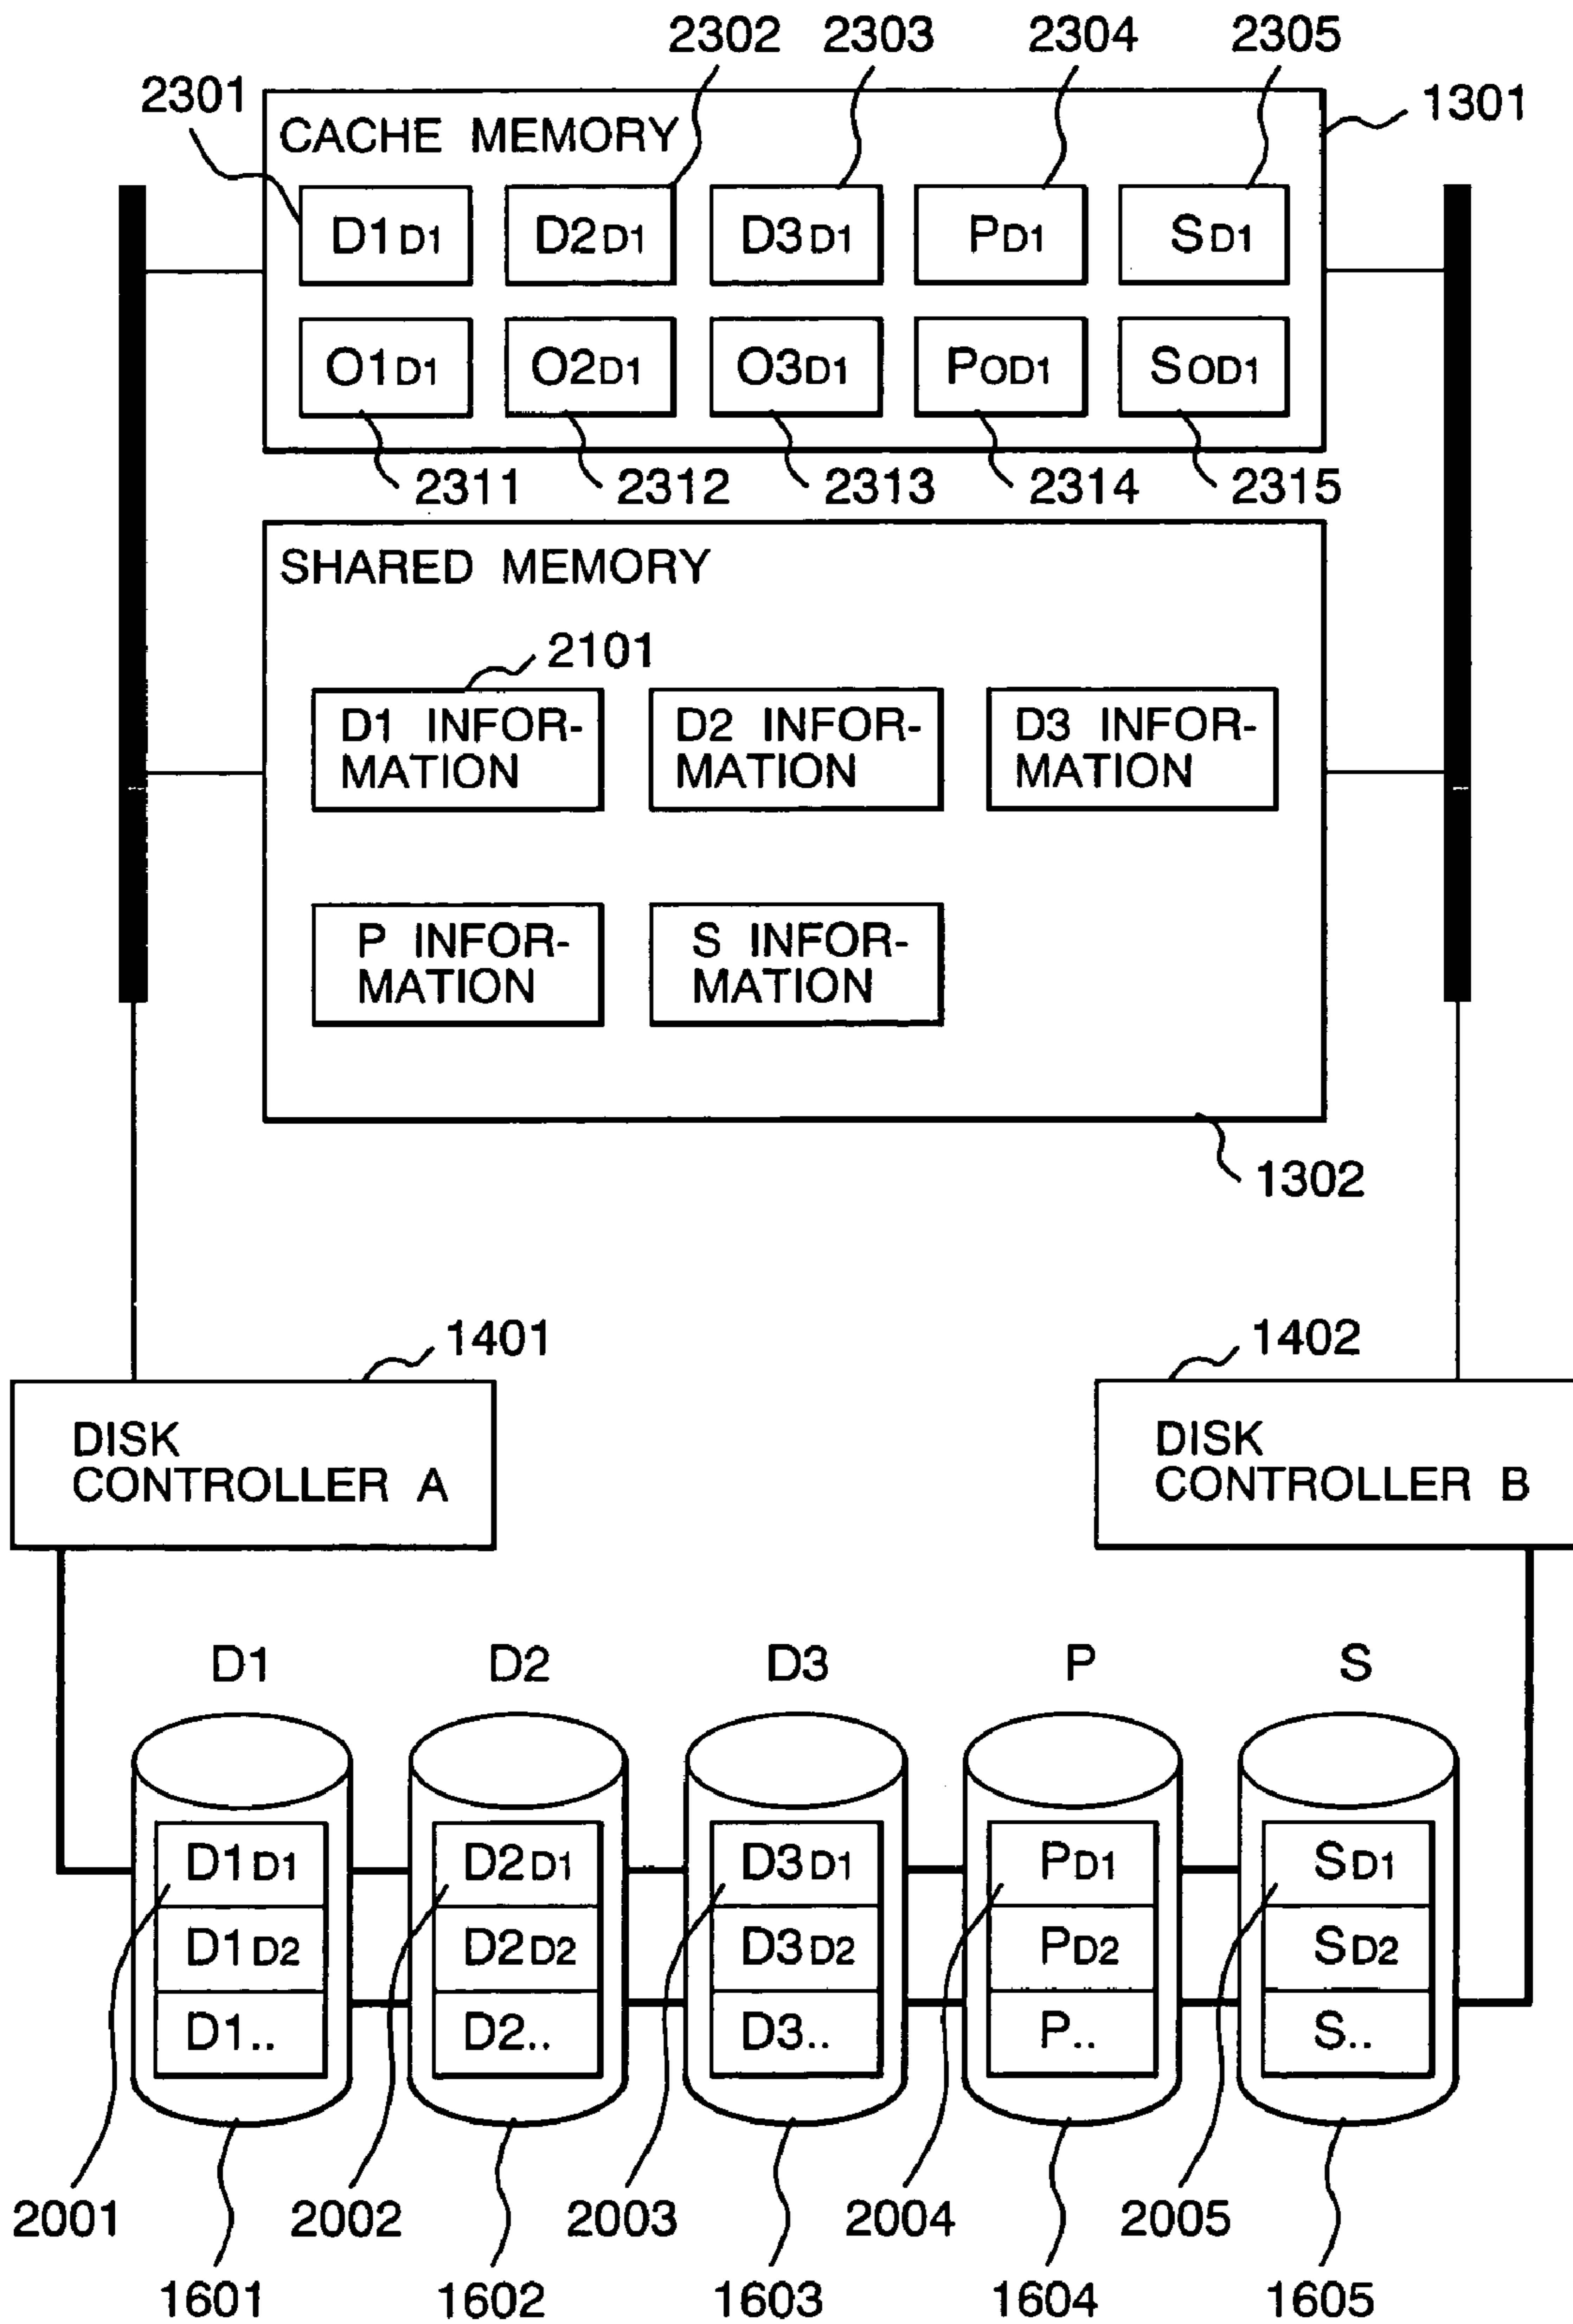 2302 2303 2304 2305
2301 1301
CACHE MEMORY
D1D1 D2D1 D3D1 PD1 SD1
O1D1 O2D1 O3D1 POD1 SOD1
2311 2312 2313 2314 2315
SHARED MEMORY
2101
D1 INFOR- D2 INFOR- D3 INFOR-
MATION MATION MATION
P INFOR- S INFOR-
MATION MATION
1302
1401 1402
DISK DISK
CONTROLLER A CONTROLLER B
D1 D2 D3 P S
D1D1 D2D1 D3D1 PD1 SD1
D1D2 D2D2 D3D2 PD2 SD2
D1.. D2.. D3.. P.. S..
2001 2002 2003 2004 2005
1601 1602 1603 1604 1605